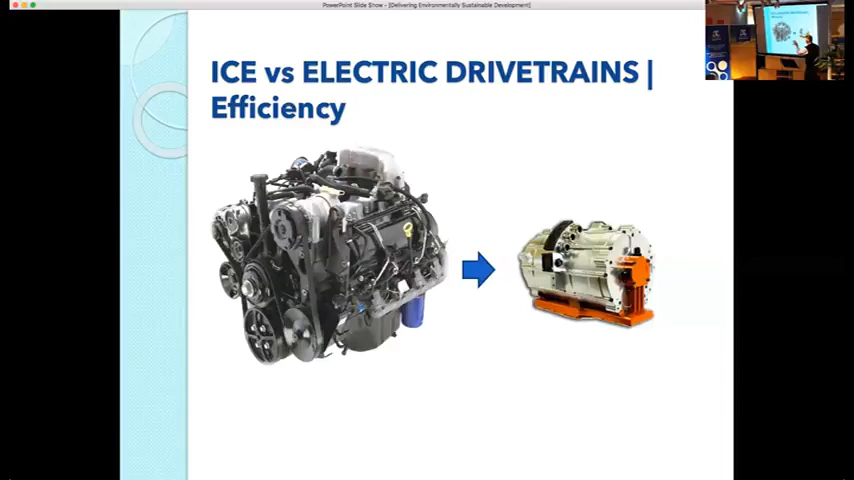 PowerPoint Slide Show - [Delivering Environmentally Sustainable Development]
ICE vs ELECTRIC DRIVETRAINS |
Efficiency